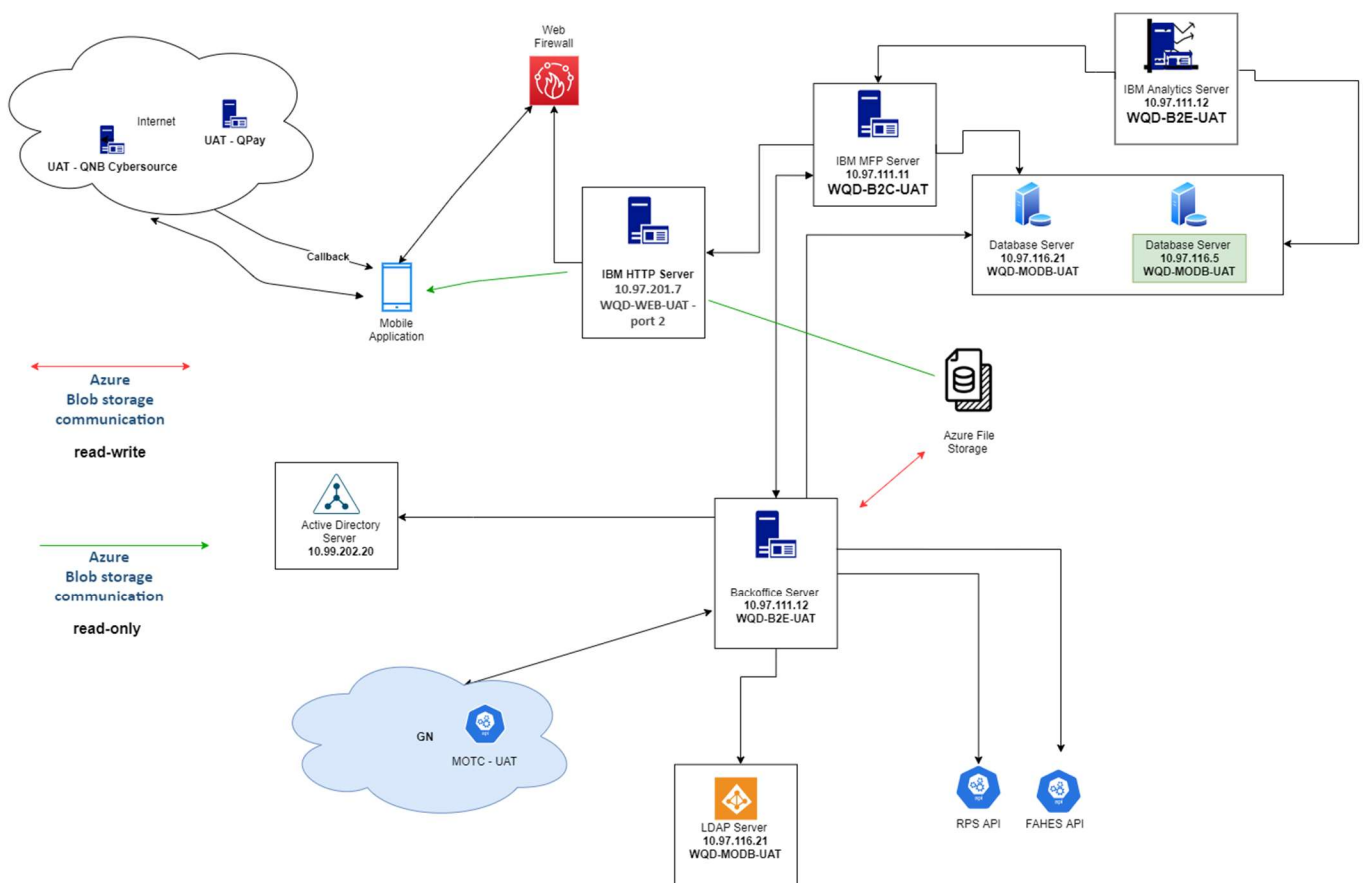 Web
Firewall
Internet
UAT - QPay
UAT - QNB Cybersource
Callback
Mobile
Application
IBM HTTP Server
10.97.201.7
WQD-WEB-UAT -
port 2
IBM MFP Server
10.97.111.11
WQD-B2C-UAT
IBM Analytics Server
10.97.111.12
WQD-B2E-UAT
Database Server
10.97.116.21
WQD-MODB-UAT
Database Server
10.97.116.5
WQD-MODB-UAT
Azure
Blob storage
communication
read-write
Azure File
Storage
Active Directory
Server
10.99.202.20
Azure
Blob storage
communication
read-only
Backoffice Server
10.97.111.12
WQD-B2E-UAT
GN
api
MOTC - UAT
LDAP Server
10.97.116.21
WQD-MODB-UAT
api
RPS API
api
FAHES API